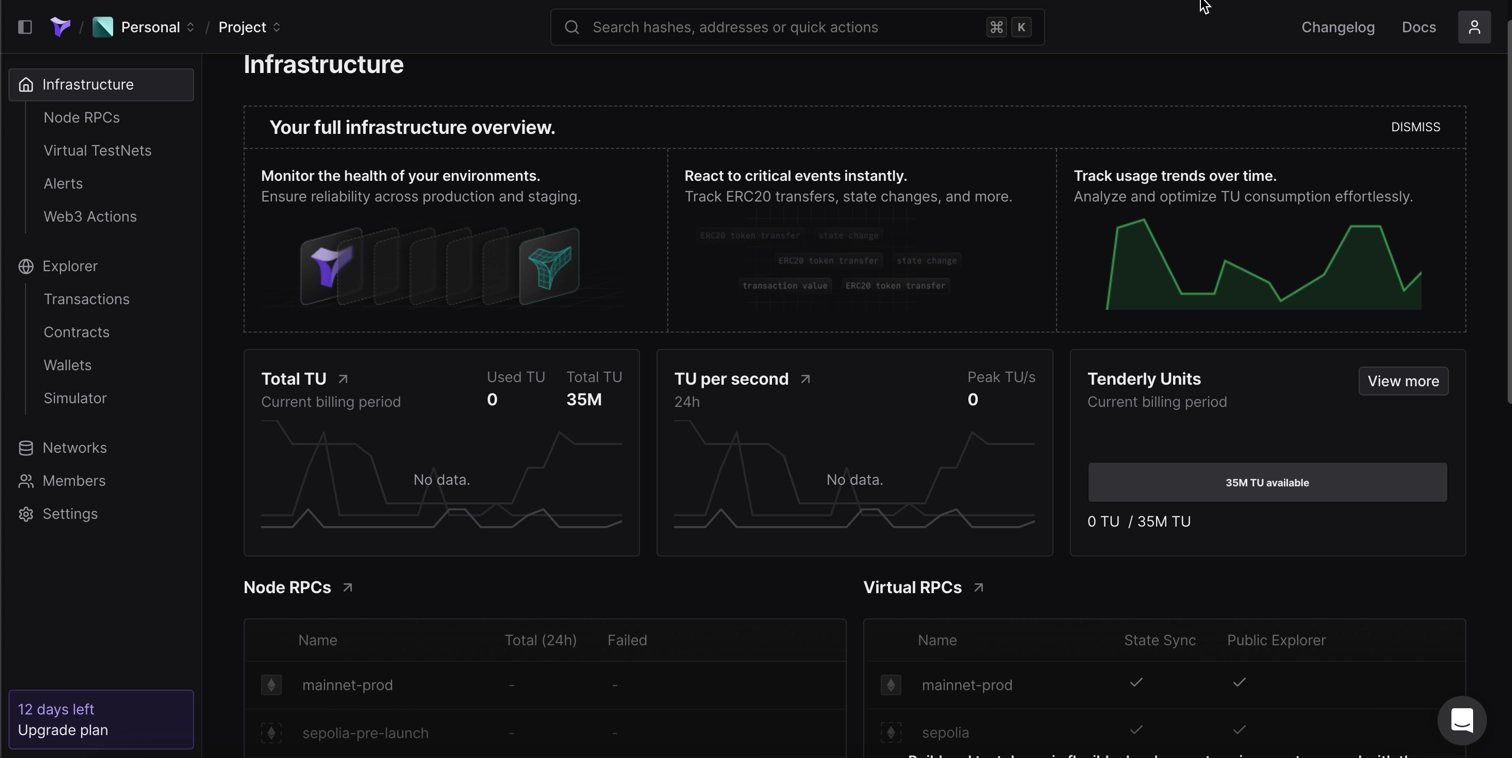 / Personal / Project
Search hashes, addresses or quick actions ⌘ K
Changelog Docs
Infrastructure
Node RPCs
Virtual TestNets
Alerts
Web3 Actions
Explorer
Transactions
Contracts
Wallets
Simulator
Networks
Members
Settings
12 days left
Upgrade plan
Infrastructure
Your full infrastructure overview.
DISMISS
Monitor the health of your environments.
Ensure reliability across production and staging.
React to critical events instantly.
Track ERC20 transfers, state changes, and more.
ERC20 token transfer state change
ERC20 token transfer state change
transaction value ERC20 token transfer
Track usage trends over time.
Analyze and optimize TU consumption effortlessly.
Total TU
Current billing period
Used TU Total TU
0 35M
No data.
TU per second
24h
Peak TU/s
0
No data.
Tenderly Units
Current billing period
View more
35M TU available
0 TU / 35M TU
Node RPCs
Name Total (24h) Failed
mainnet-prod - -
sepolia-pre-launch - -
Virtual RPCs
Name State Sync Public Explorer
mainnet-prod
sepolia